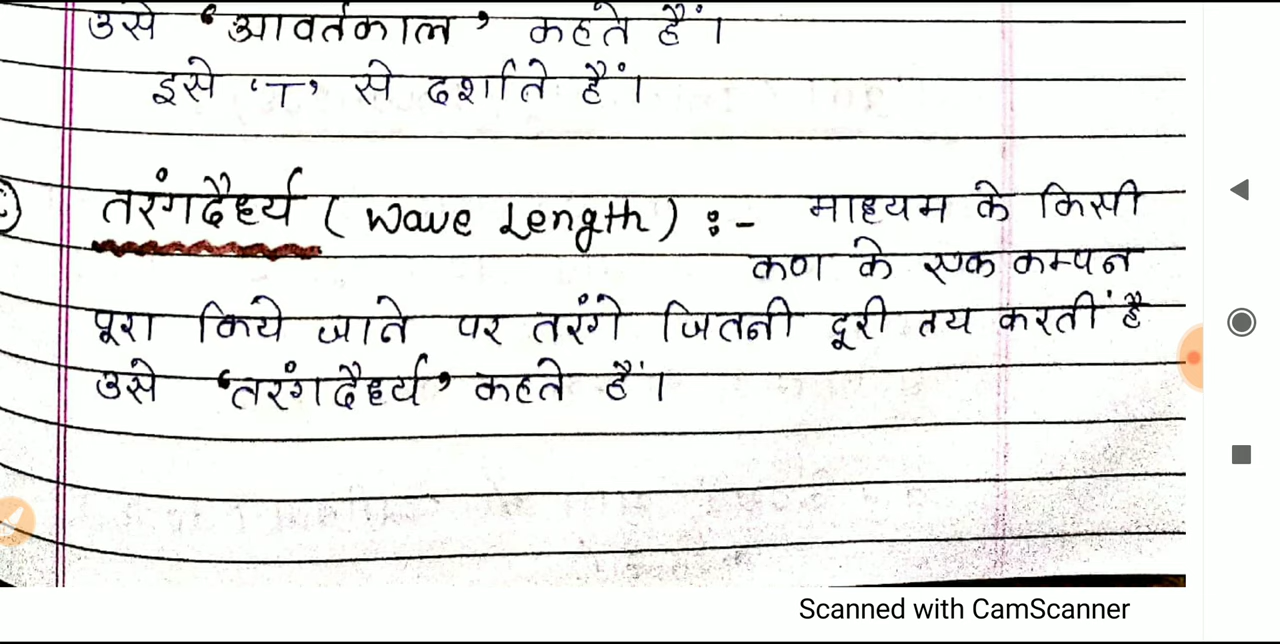 उसे ‘आवर्तकाल’ कहते हैं।
इसे ‘T’ से दर्शाते हैं।
तरंगदैर्ध्य ( Wave Length ) :- माध्यम के किसी
कण के एक कम्पन
पूरा किये जाने पर तरंगे जितनी दूरी तय करतीं है
उसे ‘तरंगदैर्ध्य’ कहते हैं।
Scanned with CamScanner